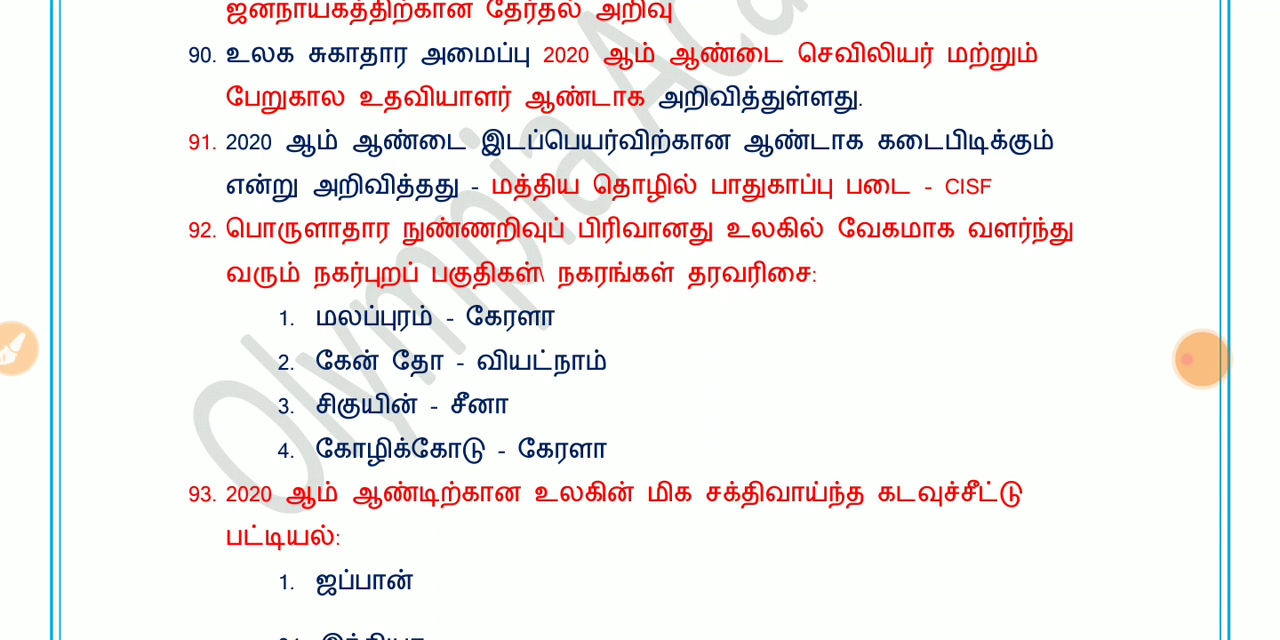 ஜனநாயகத்திற்கான தேர்தல் அறிவு
90. உலக சுகாதார அமைப்பு 2020 ஆம் ஆண்டை செவிலியர் மற்றும்
பேறுகால உதவியாளர் ஆண்டாக அறிவித்துள்ளது.
91. 2020 ஆம் ஆண்டை இடப்பெயர்விற்கான ஆண்டாக கடைபிடிக்கும்
என்று அறிவித்தது - மத்திய தொழில் பாதுகாப்பு படை - CISF
92. பொருளாதார நுண்ணறிவுப் பிரிவானது உலகில் வேகமாக வளர்ந்து
வரும் நகர்புறப் பகுதிகள்\ நகரங்கள் தரவரிசை:
1. மலப்புரம் - கேரளா
2. கேன் தோ - வியட்நாம்
3. சிகுயின் - சீனா
4. கோழிக்கோடு - கேரளா
93. 2020 ஆம் ஆண்டிற்கான உலகின் மிக சக்திவாய்ந்த கடவுச்சீட்டு
பட்டியல்:
1. ஜப்பான்
Olympia